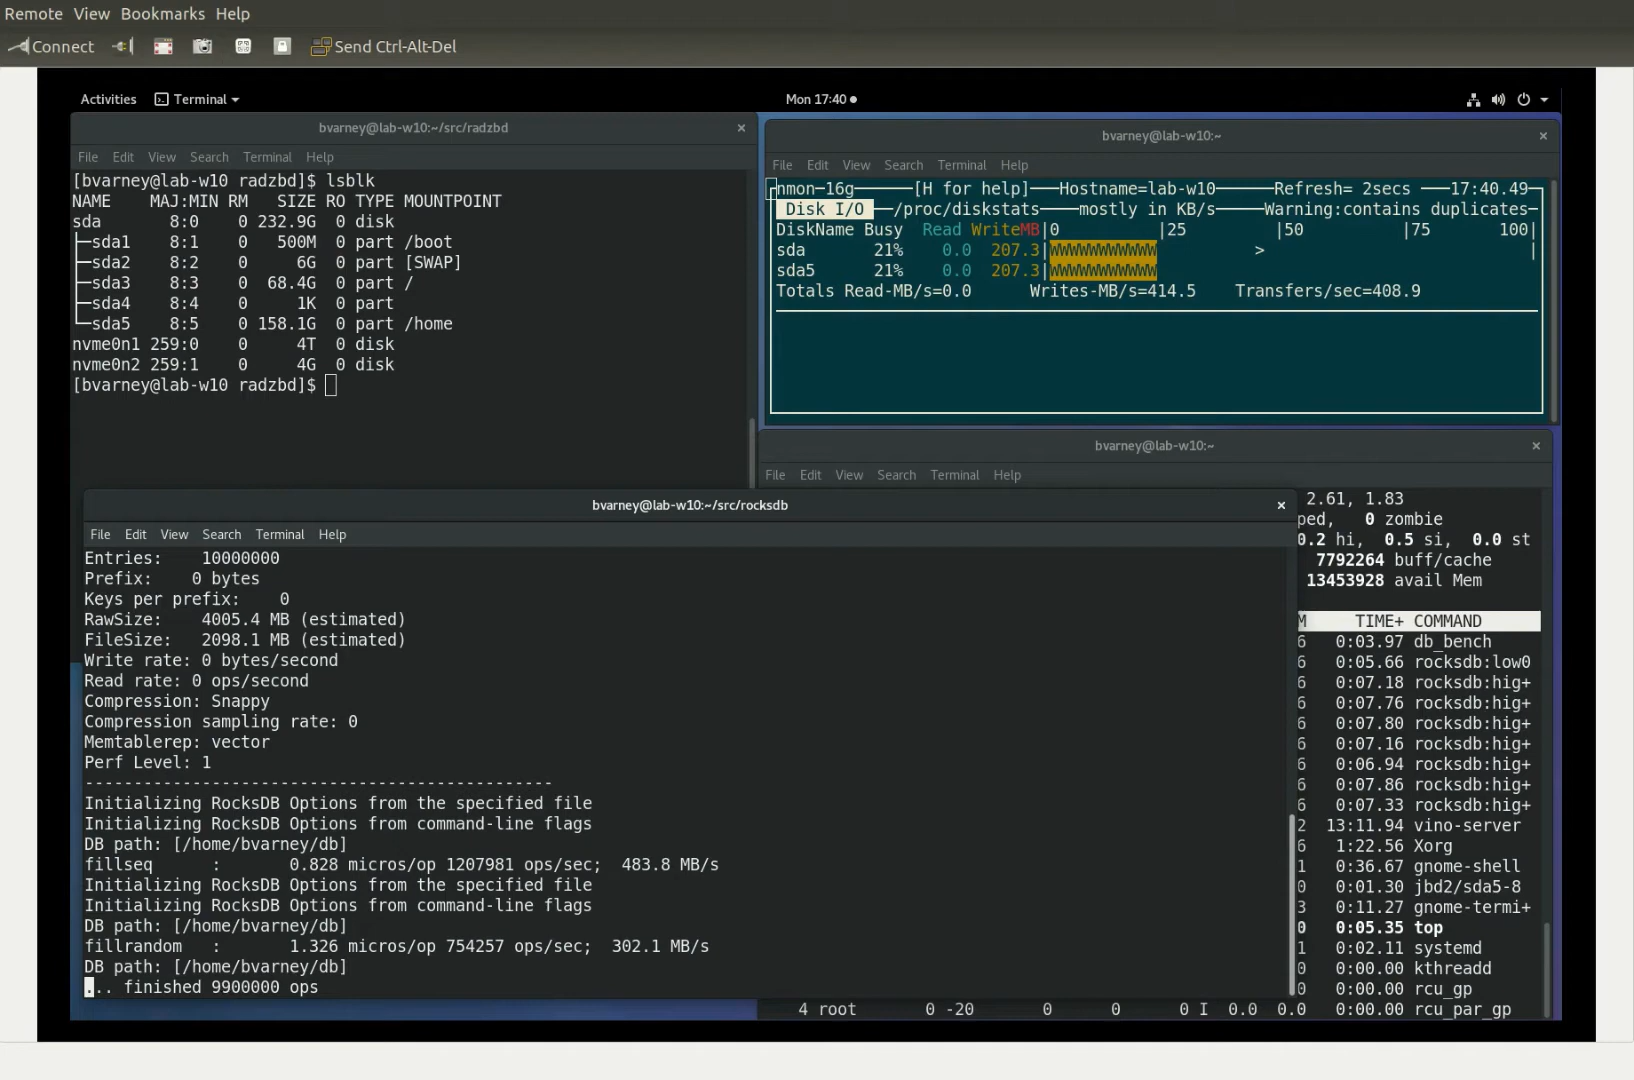 Remote View Bookmarks Help
Connect Send Ctrl-Alt-Del
Activities Terminal Mon 17:40
bvarney@lab-w10:~/src/radzbd
File Edit View Search Terminal Help
[bvarney@lab-w10 radzbd]$ lsblk
NAME MAJ:MIN RM SIZE RO TYPE MOUNTPOINT
sda 8:0 0 232.9G 0 disk
├─sda1 8:1 0 500M 0 part /boot
├─sda2 8:2 0 6G 0 part [SWAP]
├─sda3 8:3 0 68.4G 0 part /
├─sda4 8:4 0 1K 0 part
└─sda5 8:5 0 158.1G 0 part /home
nvme0n1 259:0 0 4T 0 disk
nvme0n2 259:1 0 4G 0 disk
[bvarney@lab-w10 radzbd]$
bvarney@lab-w10:~
File Edit View Search Terminal Help
nmon─16g─────[H for help]───Hostname=lab-w10──────Refresh= 2secs ───17:40.49─
Disk I/O ─/proc/diskstats────mostly in KB/s─────Warning:contains duplicates─
DiskName Busy Read WriteMB|0 |25 |50 |75 100|
sda 21% 0.0 207.3|WWWWWWWWWWW > |
sda5 21% 0.0 207.3|WWWWWWWWWWW
Totals Read-MB/s=0.0 Writes-MB/s=414.5 Transfers/sec=408.9
bvarney@lab-w10:~
File Edit View Search Terminal Help
2.61, 1.83
ped, 0 zombie
0.2 hi, 0.5 si, 0.0 st
7792264 buff/cache
13453928 avail Mem
M TIME+ COMMAND
6 0:03.97 db_bench
6 0:05.66 rocksdb:low0
6 0:07.18 rocksdb:hig+
6 0:07.76 rocksdb:hig+
6 0:07.80 rocksdb:hig+
6 0:07.16 rocksdb:hig+
6 0:06.94 rocksdb:hig+
6 0:07.86 rocksdb:hig+
6 0:07.33 rocksdb:hig+
2 13:11.94 vino-server
6 1:22.56 Xorg
1 0:36.67 gnome-shell
0 0:01.30 jbd2/sda5-8
3 0:11.27 gnome-termi+
0 0:05.35 top
1 0:02.11 systemd
0 0:00.00 kthreadd
0 0:00.00 rcu_gp
4 root 0 -20 0 0 0 I 0.0 0.0 0:00.00 rcu_par_gp
bvarney@lab-w10:~/src/rocksdb
File Edit View Search Terminal Help
Entries: 10000000
Prefix: 0 bytes
Keys per prefix: 0
RawSize: 4005.4 MB (estimated)
FileSize: 2098.1 MB (estimated)
Write rate: 0 bytes/second
Read rate: 0 ops/second
Compression: Snappy
Compression sampling rate: 0
Memtablerep: vector
Perf Level: 1
------------------------------------------------
Initializing RocksDB Options from the specified file
Initializing RocksDB Options from command-line flags
DB path: [/home/bvarney/db]
fillseq : 0.828 micros/op 1207981 ops/sec; 483.8 MB/s
Initializing RocksDB Options from the specified file
Initializing RocksDB Options from command-line flags
DB path: [/home/bvarney/db]
fillrandom : 1.326 micros/op 754257 ops/sec; 302.1 MB/s
DB path: [/home/bvarney/db]
... finished 9900000 ops